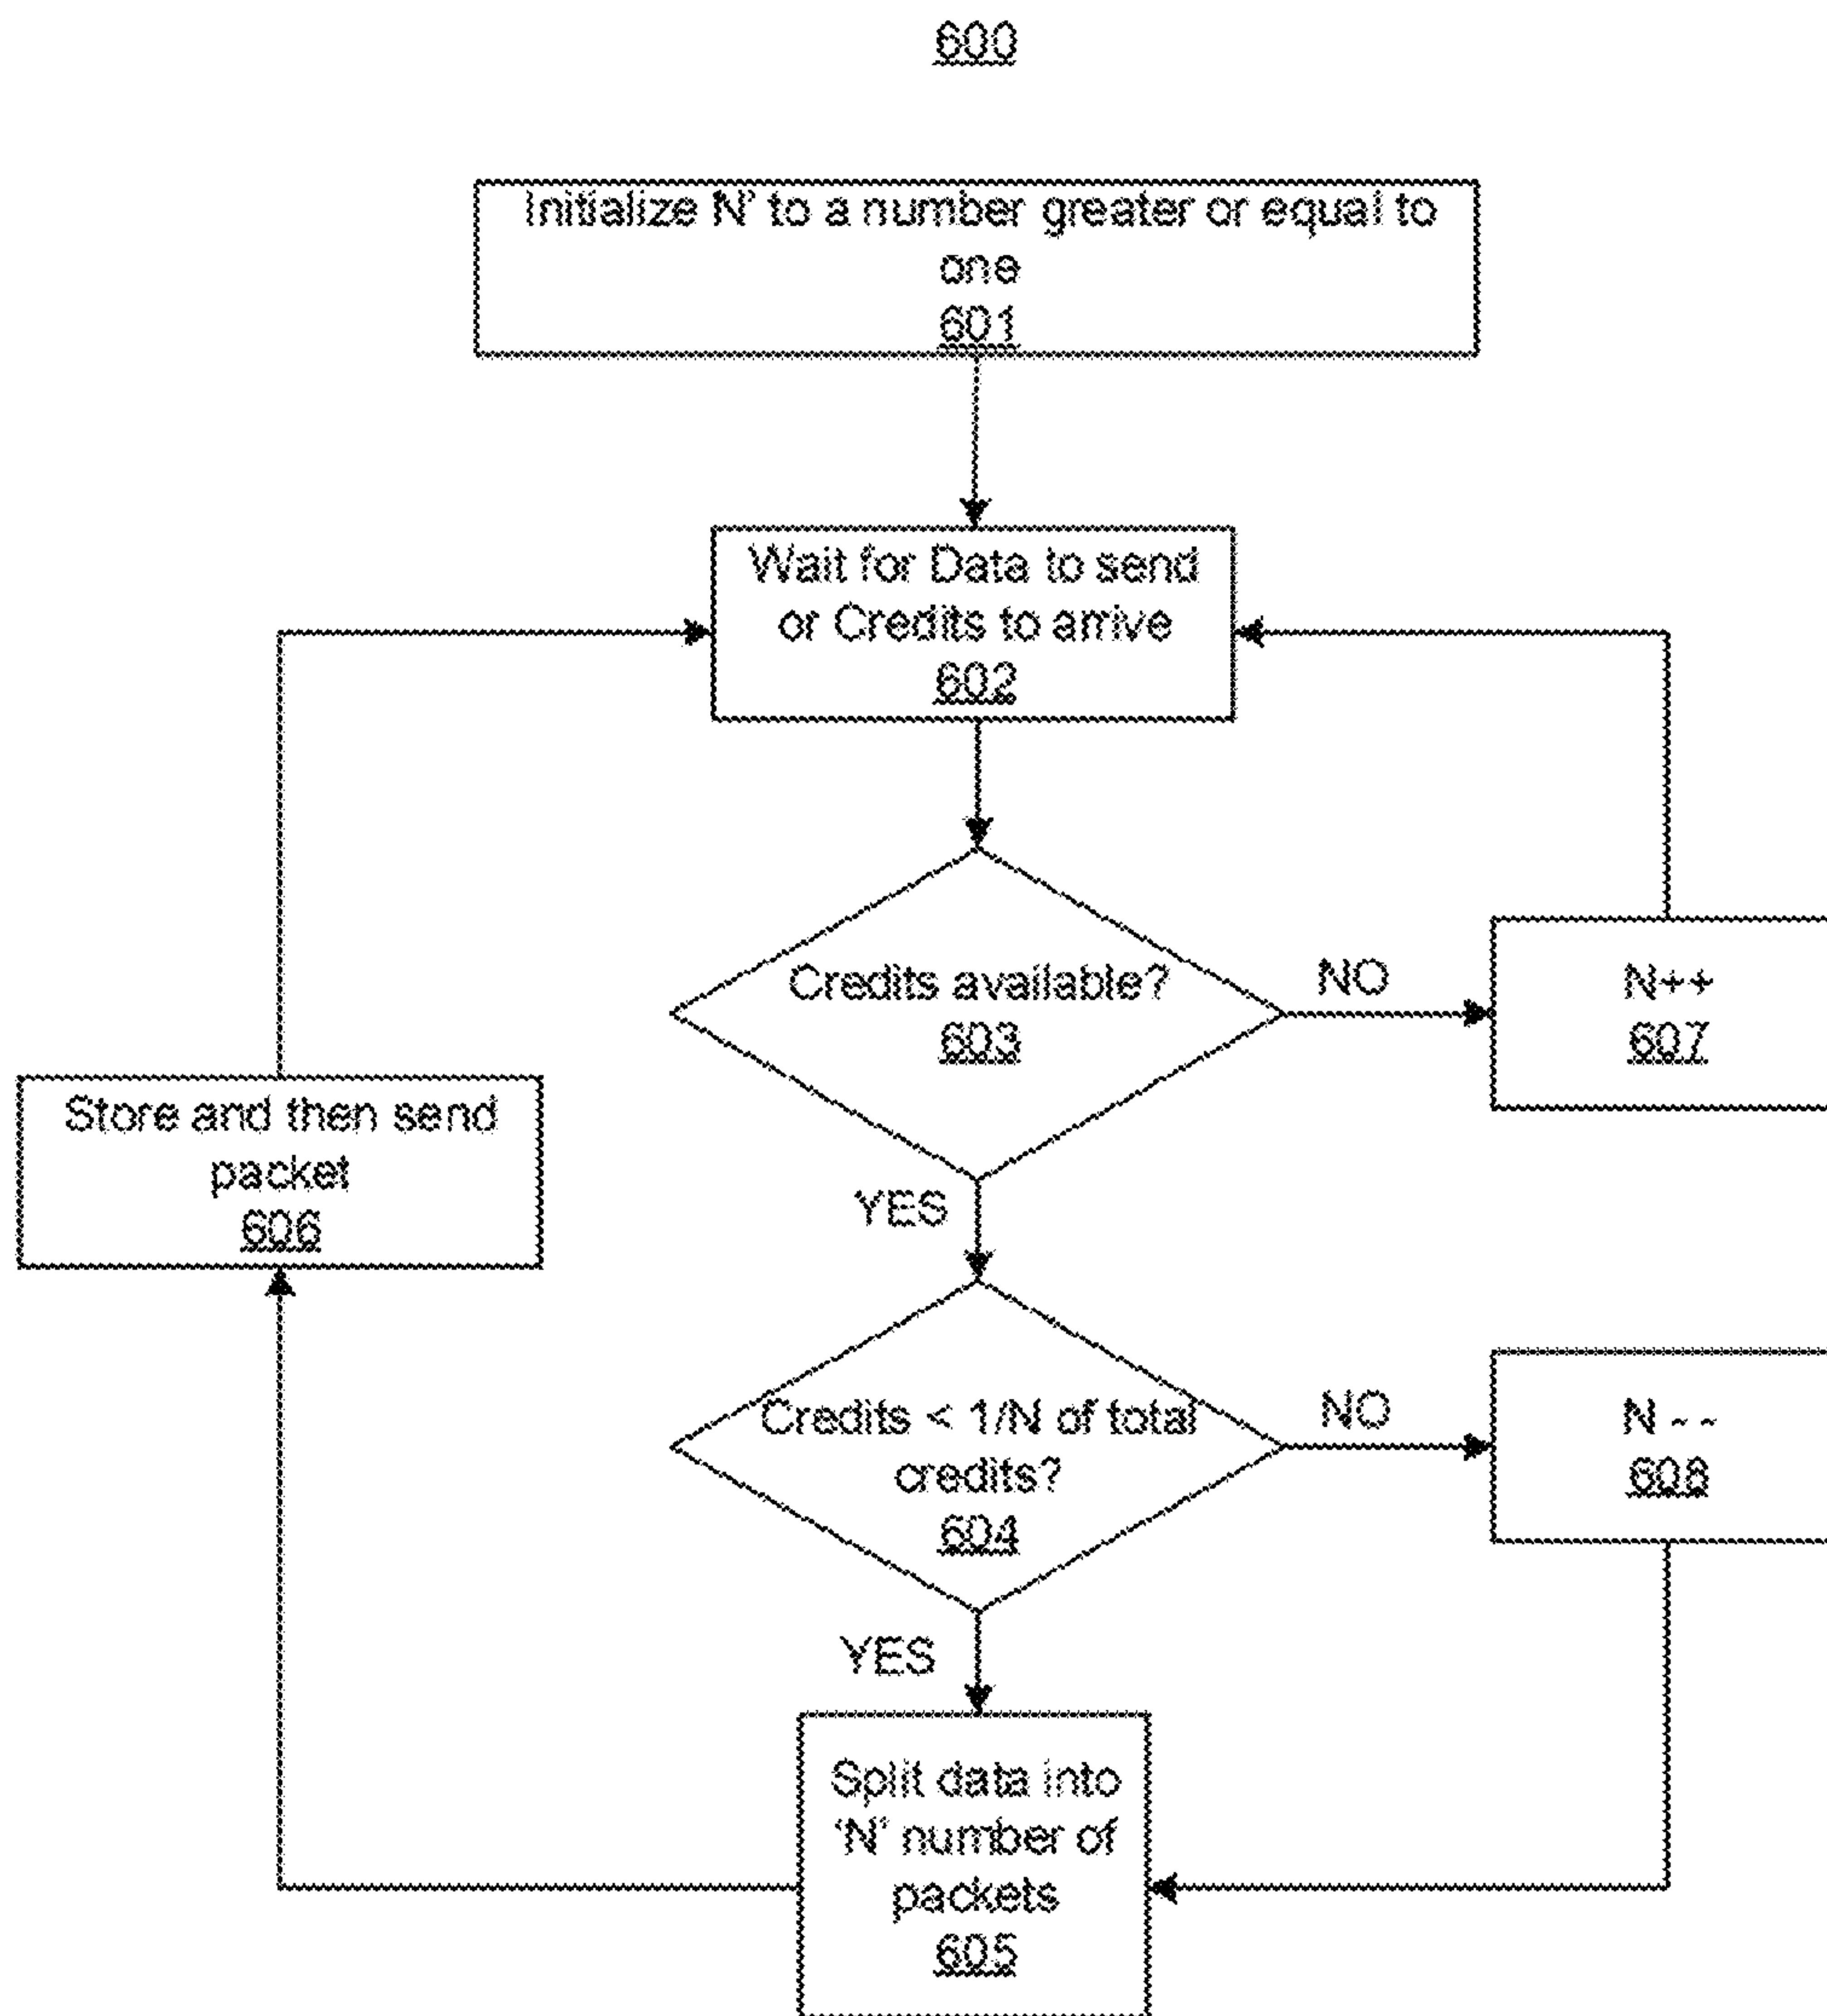 600
Initialize N' to a number greater or equal to
one
601
Wait for Data to send
or Credits to arrive
602
Credits available?
603
NO
N++
607
Store and then send
packet
606
YES
Credits < 1/N of total
credits?
604
NO
N - -
608
YES
Split data into
'N' number of
packets
605